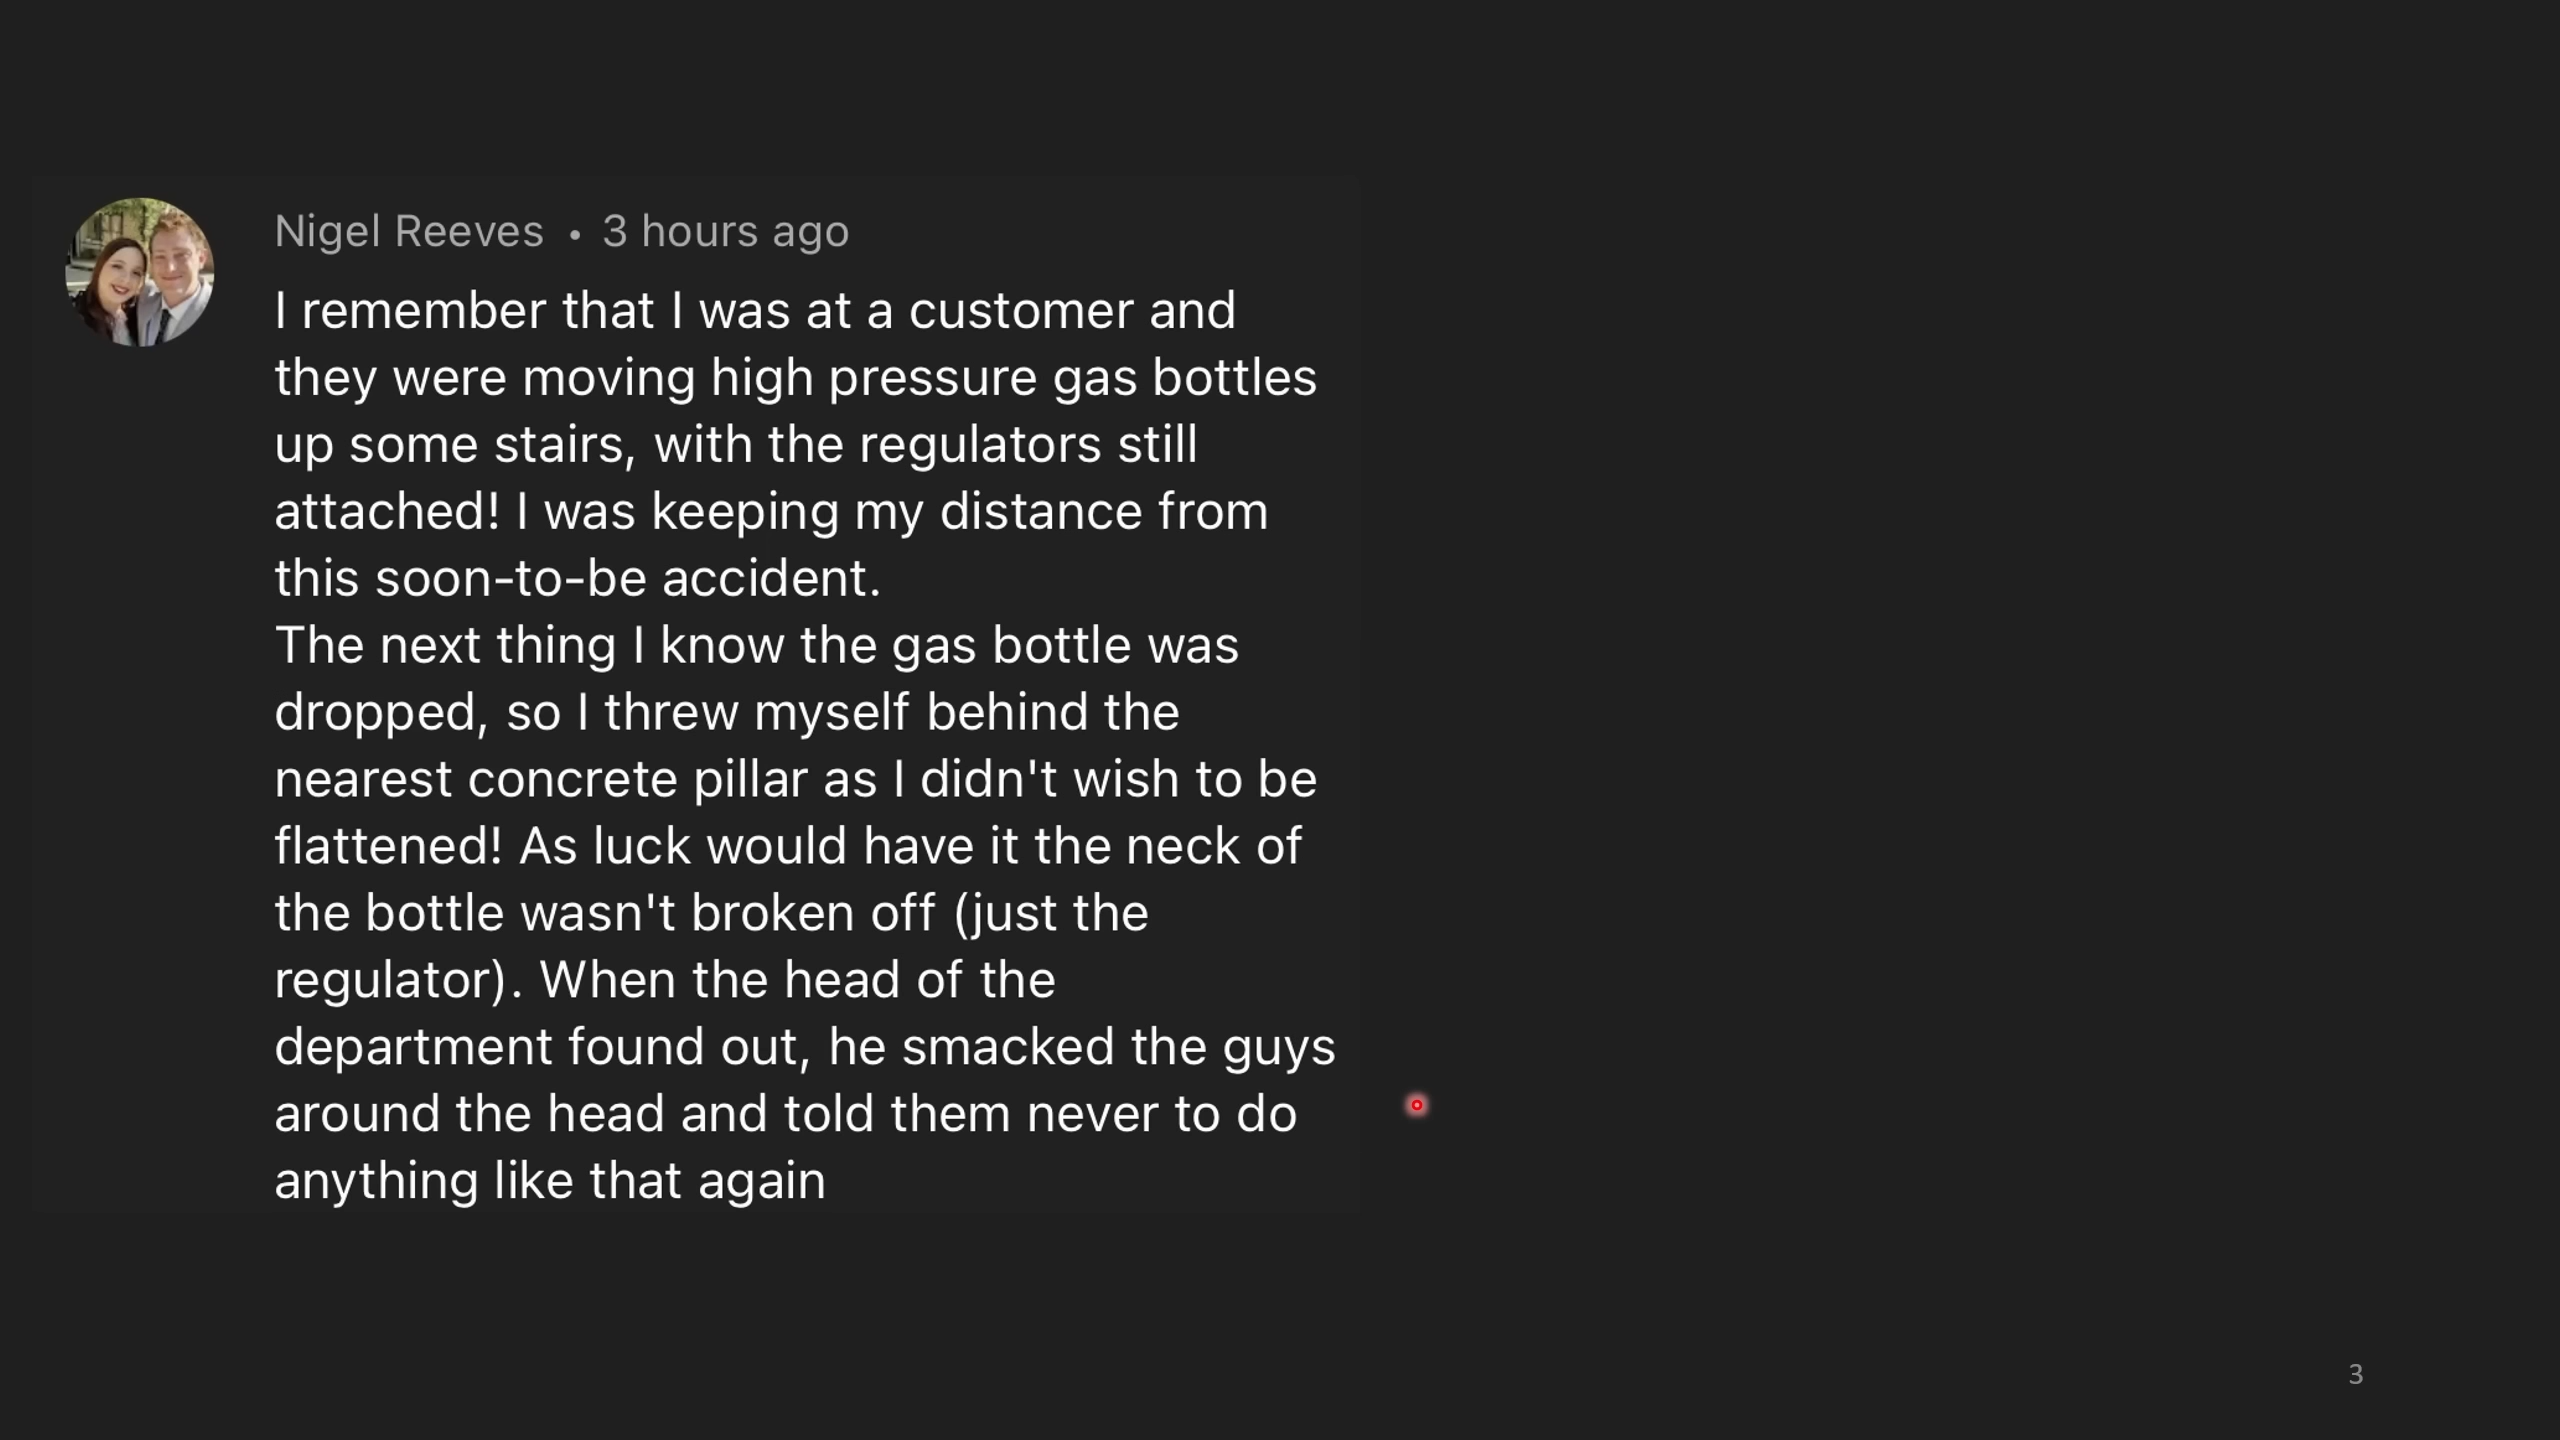 Nigel Reeves • 3 hours ago
I remember that I was at a customer and
they were moving high pressure gas bottles
up some stairs, with the regulators still
attached! I was keeping my distance from
this soon-to-be accident.
The next thing I know the gas bottle was
dropped, so I threw myself behind the
nearest concrete pillar as I didn't wish to be
flattened! As luck would have it the neck of
the bottle wasn't broken off (just the
regulator). When the head of the
department found out, he smacked the guys
around the head and told them never to do
anything like that again
3